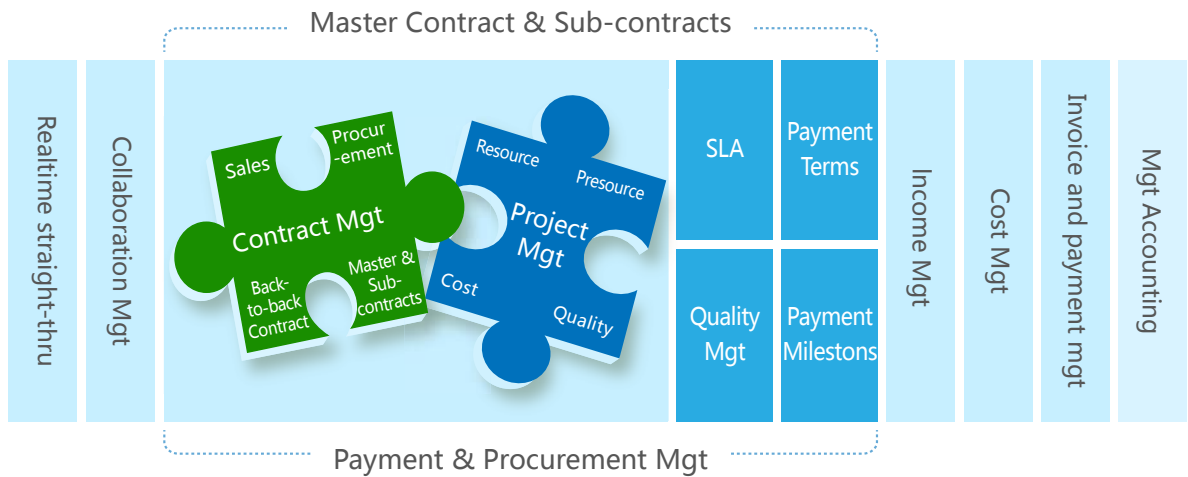 Master Contract & Sub-contracts
Realtime straight-thru
Collaboration Mgt
Sales
Procur
-ement
Contract Mgt
Back-
to-back
Contract
Master &
Sub-
contracts
Resource
Presource
Project
Mgt
Cost
Quality
SLA
Payment
Terms
Quality
Mgt
Payment
Milestons
Income Mgt
Cost Mgt
Invoice and payment mgt
Mgt Accounting
Payment & Procurement Mgt